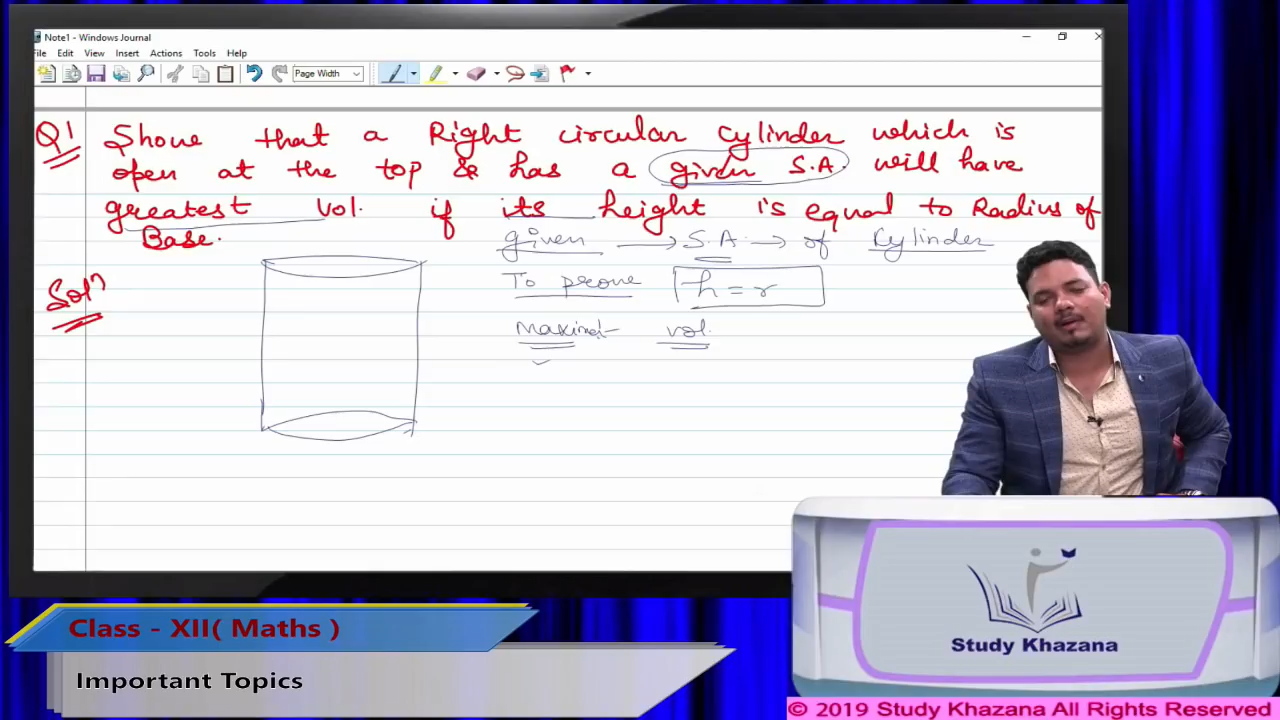 Note1 - Windows Journal
File Edit View Insert Actions Tools Help
Page Width
Q1 Show that a Right circular cylinder which is
open at the top & has a given S.A. will have
greatest vol. if its height is equal to Radius of
Base.
given → S.A → of Cylinder
Soln To prove h = r
vol.
Study Khazana
Class - XII( Maths )
Important Topics
© 2019 Study Khazana All Rights Reserved